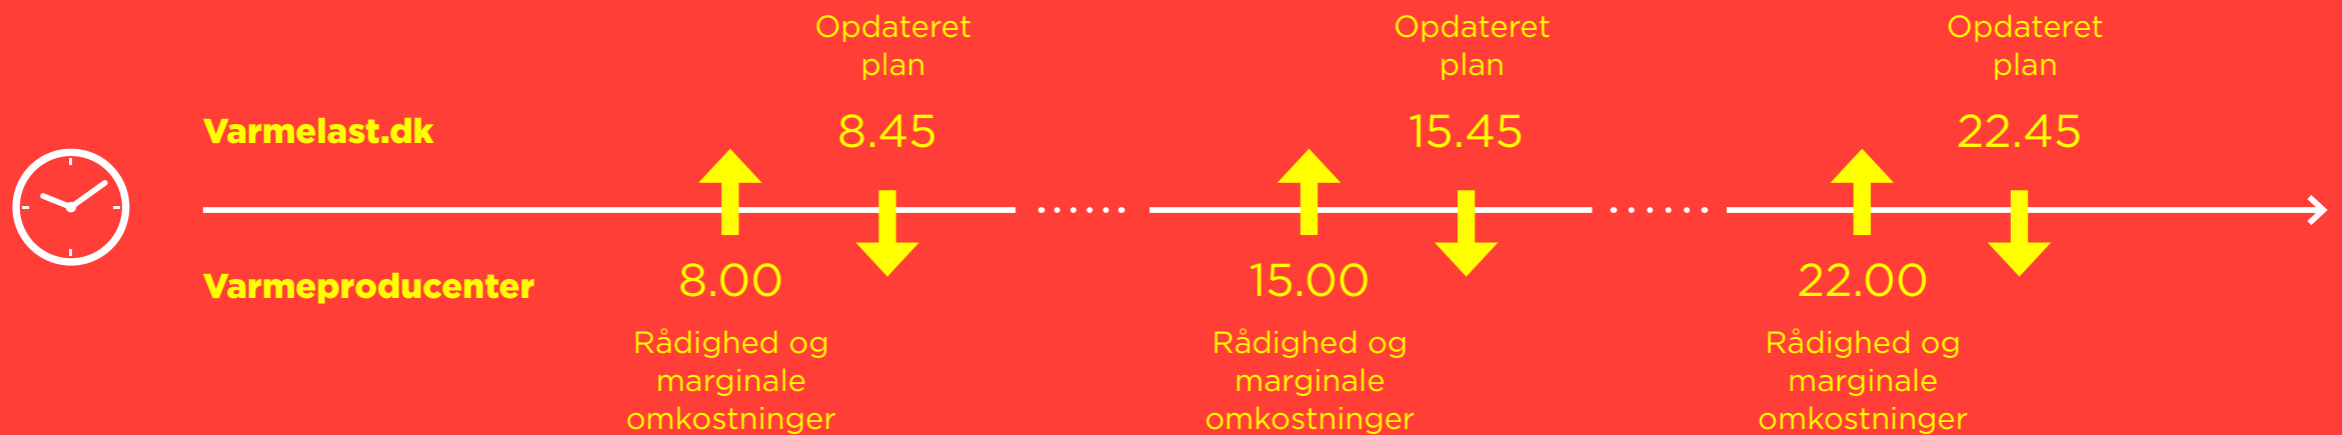 Opdateret
plan
Opdateret
plan
Opdateret
plan
Varmelast.dk
8.45
15.45
22.45
Varmeproducenter
8.00
15.00
22.00
Rådighed og
marginale
omkostninger
Rådighed og
marginale
omkostninger
Rådighed og
marginale
omkostninger